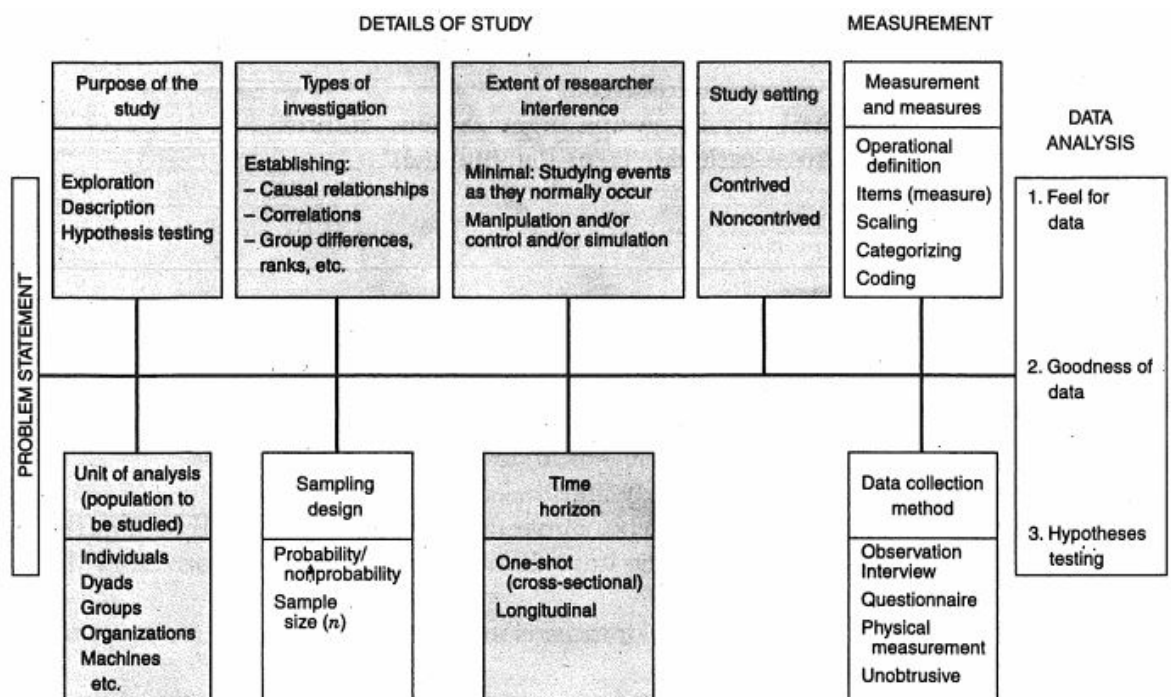 DETAILS OF STUDY
MEASUREMENT
Purpose of the
study
Exploration
Description
Hypothesis testing
Types of
investigation
Establishing:
– Causal relationships
– Correlations
– Group differences,
ranks, etc.
Extent of researcher
interference
Minimal: Studying events
as they normally occur
Manipulation and/or
control and/or simulation
Study setting
Contrived
Noncontrived
Measurement
and measures
Operational
definition
Items (measure)
Scaling
Categorizing
Coding
DATA
ANALYSIS
1. Feel for
data
2. Goodness of
data
3. Hypotheses
testing
PROBLEM STATEMENT
Unit of analysis
(population to
be studied)
Individuals
Dyads
Groups
Organizations
Machines
etc.
Sampling
design
Probability/
nonprobability
Sample
size (n)
Time
horizon
One-shot
(cross-sectional)
Longitudinal
Data collection
method
Observation
Interview
Questionnaire
Physical
measurement
Unobtrusive